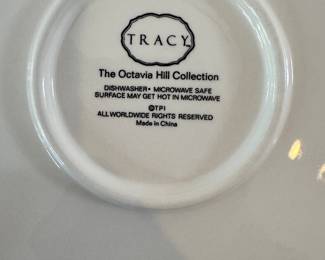 TRACY
The Octavia Hill Collection
DISHWASHER • MICROWAVE SAFE
SURFACE MAY GET HOT IN MICROWAVE
©TPI
ALL WORLDWIDE RIGHTS RESERVED
Made in China